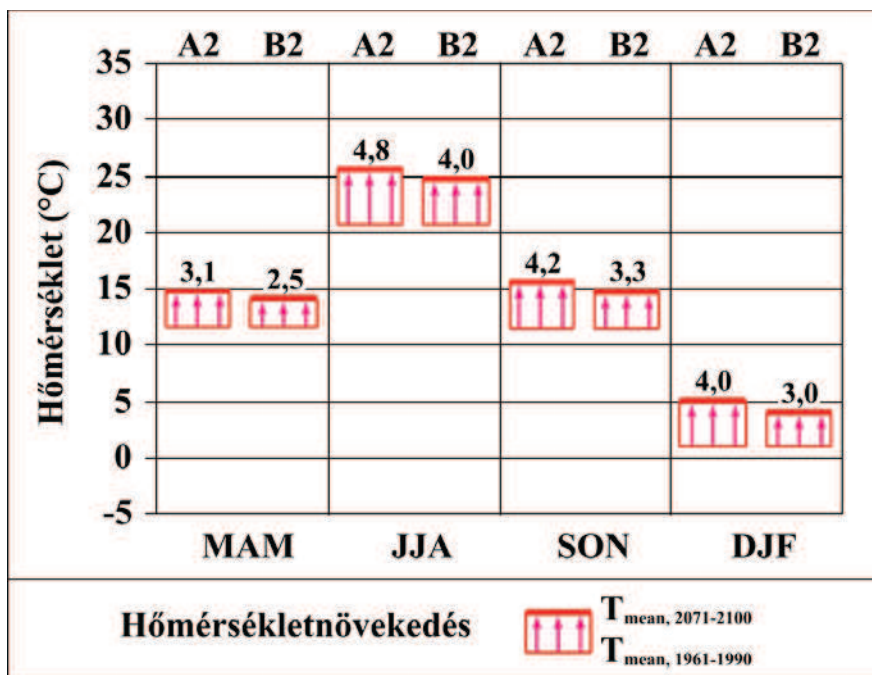 A2 B2 A2 B2 A2 B2 A2 B2
35
30
25
20
15
10
5
0
-5
Hőmérséklet (°C)
3,1 2,5 4,8 4,0 4,2 3,3 4,0 3,0
MAM JJA SON DJF
Hőmérsékletnövekedés
T mean, 2071-2100
T mean, 1961-1990